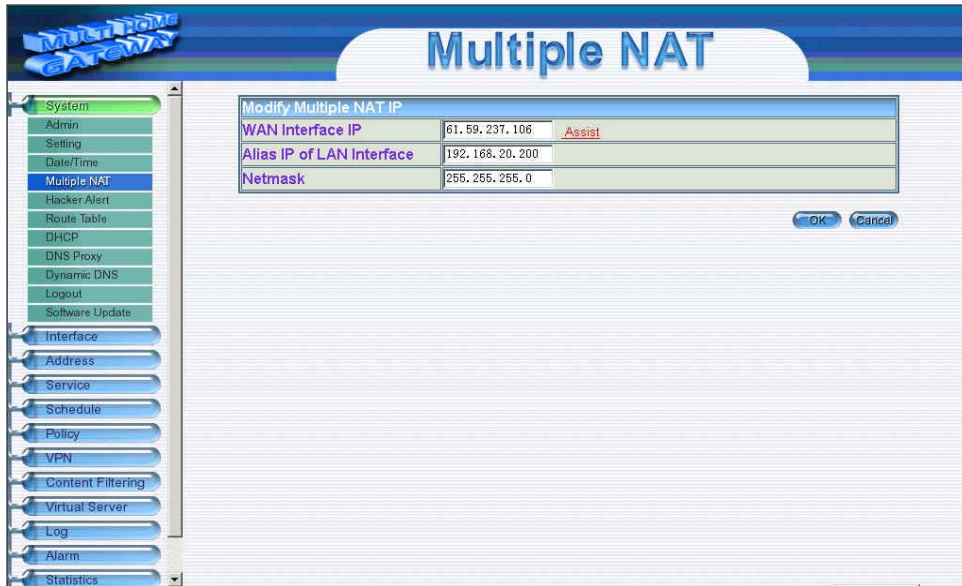 MULTI HOME
GATEWAY
Multiple NAT
System
Admin
Setting
Date/Time
Multiple NAT
Hacker Alert
Route Table
DHCP
DNS Proxy
Dynamic DNS
Logout
Software Update
Interface
Address
Service
Schedule
Policy
VPN
Content Filtering
Virtual Server
Log
Alarm
Statistics
Modify Multiple NAT IP
WAN Interface IP 61.59.237.106 Assist
Alias IP of LAN Interface 192.168.20.200
Netmask 255.255.255.0
OK Cancel